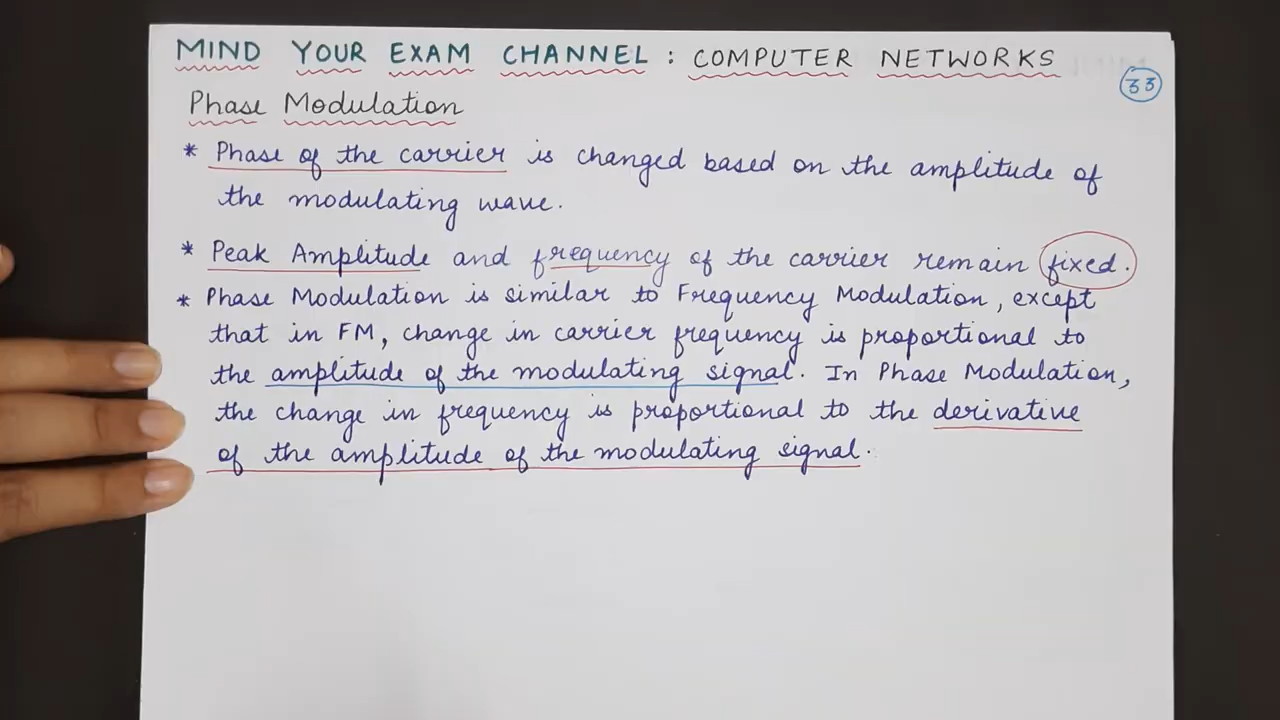 MIND YOUR EXAM CHANNEL : COMPUTER NETWORKS
33
Phase Modulation
* Phase of the carrier is changed based on the amplitude of
the modulating wave.
* Peak Amplitude and frequency of the carrier remain fixed.
* Phase Modulation is similar to Frequency Modulation, except
that in FM, change in carrier frequency is proportional to
the amplitude of the modulating signal. In Phase Modulation,
the change in frequency is proportional to the derivative
of the amplitude of the modulating signal.